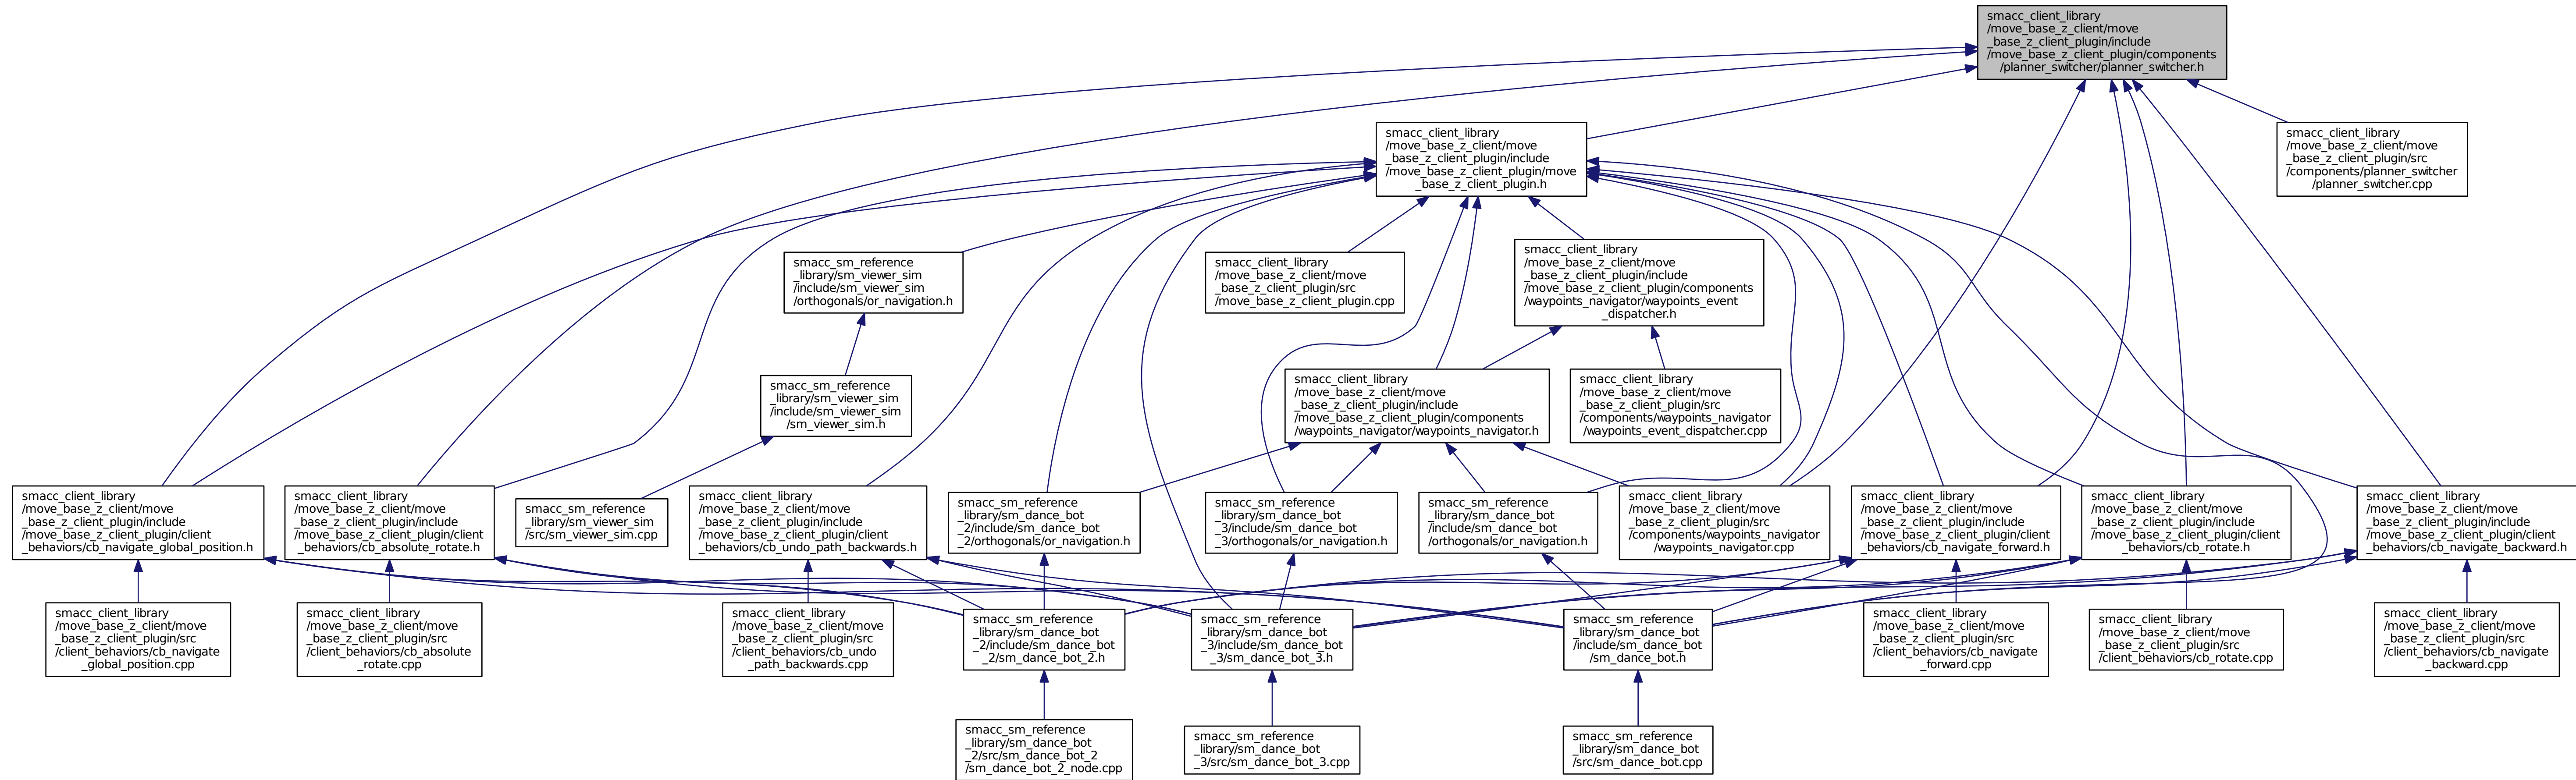 smacc_client_library
/move_base_z_client/move
_base_z_client_plugin/include
/move_base_z_client_plugin/components
/planner_switcher/planner_switcher.h
smacc_client_library
/move_base_z_client/move
_base_z_client_plugin/include
/move_base_z_client_plugin/move
_base_z_client_plugin.h
smacc_client_library
/move_base_z_client/move
_base_z_client_plugin/src
/components/planner_switcher
/planner_switcher.cpp
smacc_sm_reference
_library/sm_viewer_sim
/include/sm_viewer_sim
/orthogonals/or_navigation.h
smacc_client_library
/move_base_z_client/move
_base_z_client_plugin/src
/move_base_z_client_plugin.cpp
smacc_client_library
/move_base_z_client/move
_base_z_client_plugin/include
/move_base_z_client_plugin/components
/waypoints_navigator/waypoints_event
_dispatcher.h
smacc_sm_reference
_library/sm_viewer_sim
/include/sm_viewer_sim
/sm_viewer_sim.h
smacc_client_library
/move_base_z_client/move
_base_z_client_plugin/include
/move_base_z_client_plugin/components
/waypoints_navigator/waypoints_navigator.h
smacc_client_library
/move_base_z_client/move
_base_z_client_plugin/src
/components/waypoints_navigator
/waypoints_event_dispatcher.cpp
smacc_client_library
/move_base_z_client/move
_base_z_client_plugin/include
/move_base_z_client_plugin/client
_behaviors/cb_navigate_global_position.h
smacc_client_library
/move_base_z_client/move
_base_z_client_plugin/include
/move_base_z_client_plugin/client
_behaviors/cb_absolute_rotate.h
smacc_sm_reference
_library/sm_viewer_sim
/src/sm_viewer_sim.cpp
smacc_client_library
/move_base_z_client/move
_base_z_client_plugin/include
/move_base_z_client_plugin/client
_behaviors/cb_undo_path_backwards.h
smacc_sm_reference
_library/sm_dance_bot
_2/include/sm_dance_bot
_2/orthogonals/or_navigation.h
smacc_sm_reference
_library/sm_dance_bot
_3/include/sm_dance_bot
_3/orthogonals/or_navigation.h
smacc_sm_reference
_library/sm_dance_bot
/include/sm_dance_bot
/orthogonals/or_navigation.h
smacc_client_library
/move_base_z_client/move
_base_z_client_plugin/src
/components/waypoints_navigator
/waypoints_navigator.cpp
smacc_client_library
/move_base_z_client/move
_base_z_client_plugin/include
/move_base_z_client_plugin/client
_behaviors/cb_navigate_forward.h
smacc_client_library
/move_base_z_client/move
_base_z_client_plugin/include
/move_base_z_client_plugin/client
_behaviors/cb_rotate.h
smacc_client_library
/move_base_z_client/move
_base_z_client_plugin/include
/move_base_z_client_plugin/client
_behaviors/cb_navigate_backward.h
smacc_client_library
/move_base_z_client/move
_base_z_client_plugin/src
/client_behaviors/cb_navigate
_global_position.cpp
smacc_client_library
/move_base_z_client/move
_base_z_client_plugin/src
/client_behaviors/cb_absolute
_rotate.cpp
smacc_client_library
/move_base_z_client/move
_base_z_client_plugin/src
/client_behaviors/cb_undo
_path_backwards.cpp
smacc_sm_reference
_library/sm_dance_bot
_2/include/sm_dance_bot
_2/sm_dance_bot_2.h
smacc_sm_reference
_library/sm_dance_bot
_3/include/sm_dance_bot
_3/sm_dance_bot_3.h
smacc_sm_reference
_library/sm_dance_bot
/include/sm_dance_bot
/sm_dance_bot.h
smacc_client_library
/move_base_z_client/move
_base_z_client_plugin/src
/client_behaviors/cb_navigate
_forward.cpp
smacc_client_library
/move_base_z_client/move
_base_z_client_plugin/src
/client_behaviors/cb_rotate.cpp
smacc_client_library
/move_base_z_client/move
_base_z_client_plugin/src
/client_behaviors/cb_navigate
_backward.cpp
smacc_sm_reference
_library/sm_dance_bot
_2/src/sm_dance_bot_2
/sm_dance_bot_2_node.cpp
smacc_sm_reference
_library/sm_dance_bot
_3/src/sm_dance_bot_3.cpp
smacc_sm_reference
_library/sm_dance_bot
/src/sm_dance_bot.cpp